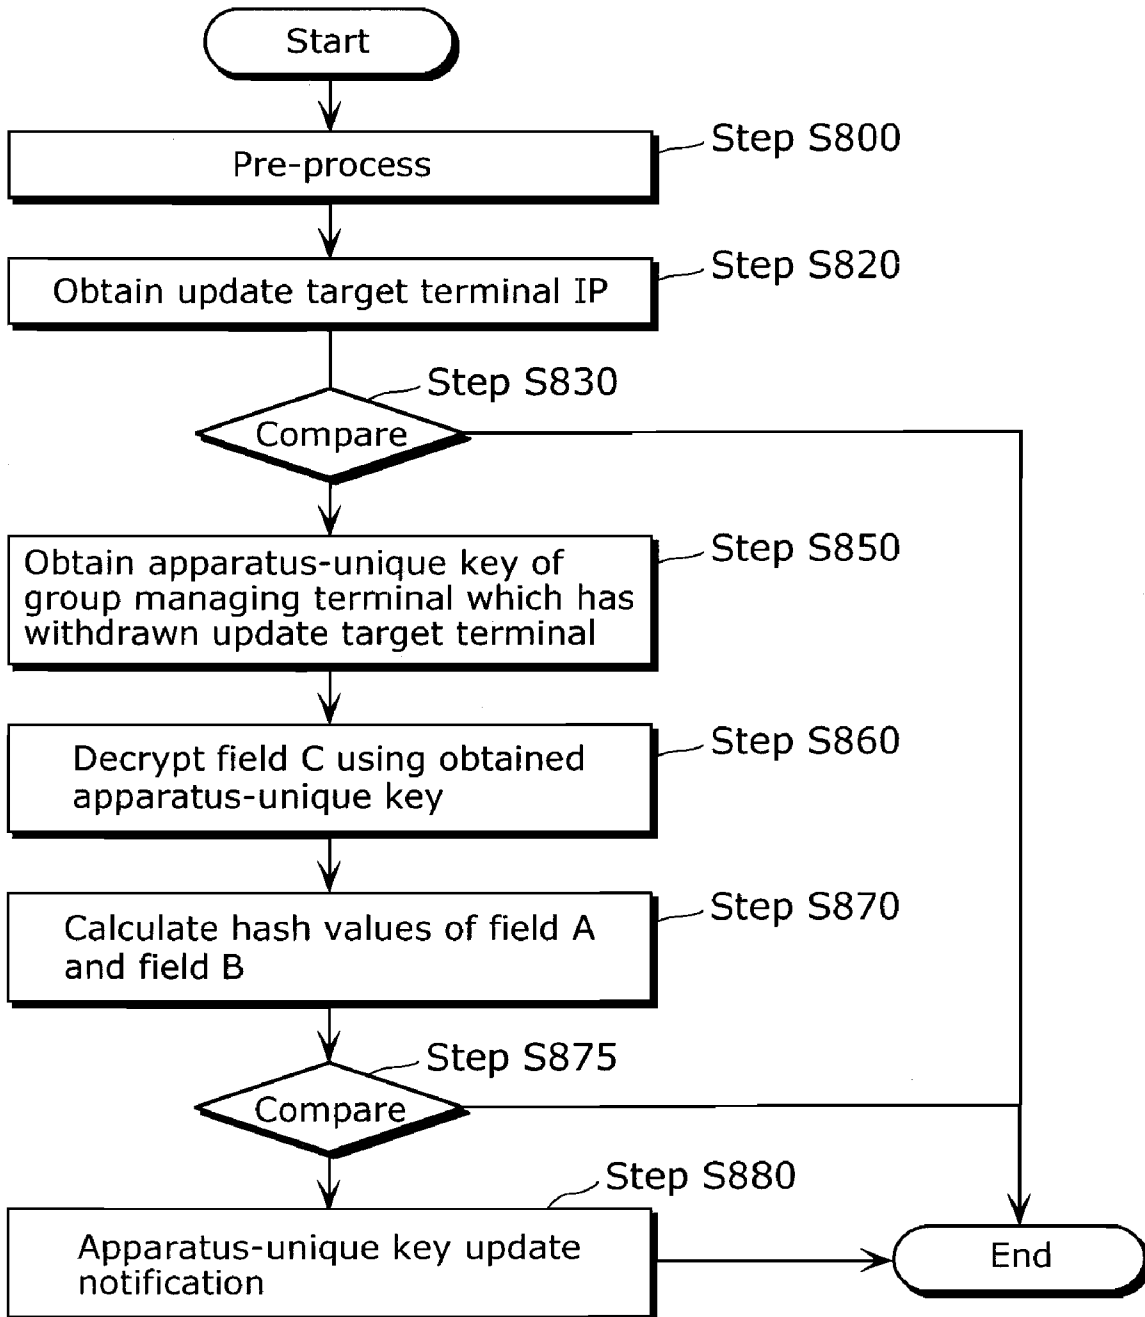 Start
Step S800
Pre-process
Step S820
Obtain update target terminal IP
Step S830
Compare
Step S850
Obtain apparatus-unique key of
group managing terminal which has
withdrawn update target terminal
Step S860
Decrypt field C using obtained
apparatus-unique key
Step S870
Calculate hash values of field A
and field B
Step S875
Compare
Step S880
Apparatus-unique key update
notification
End